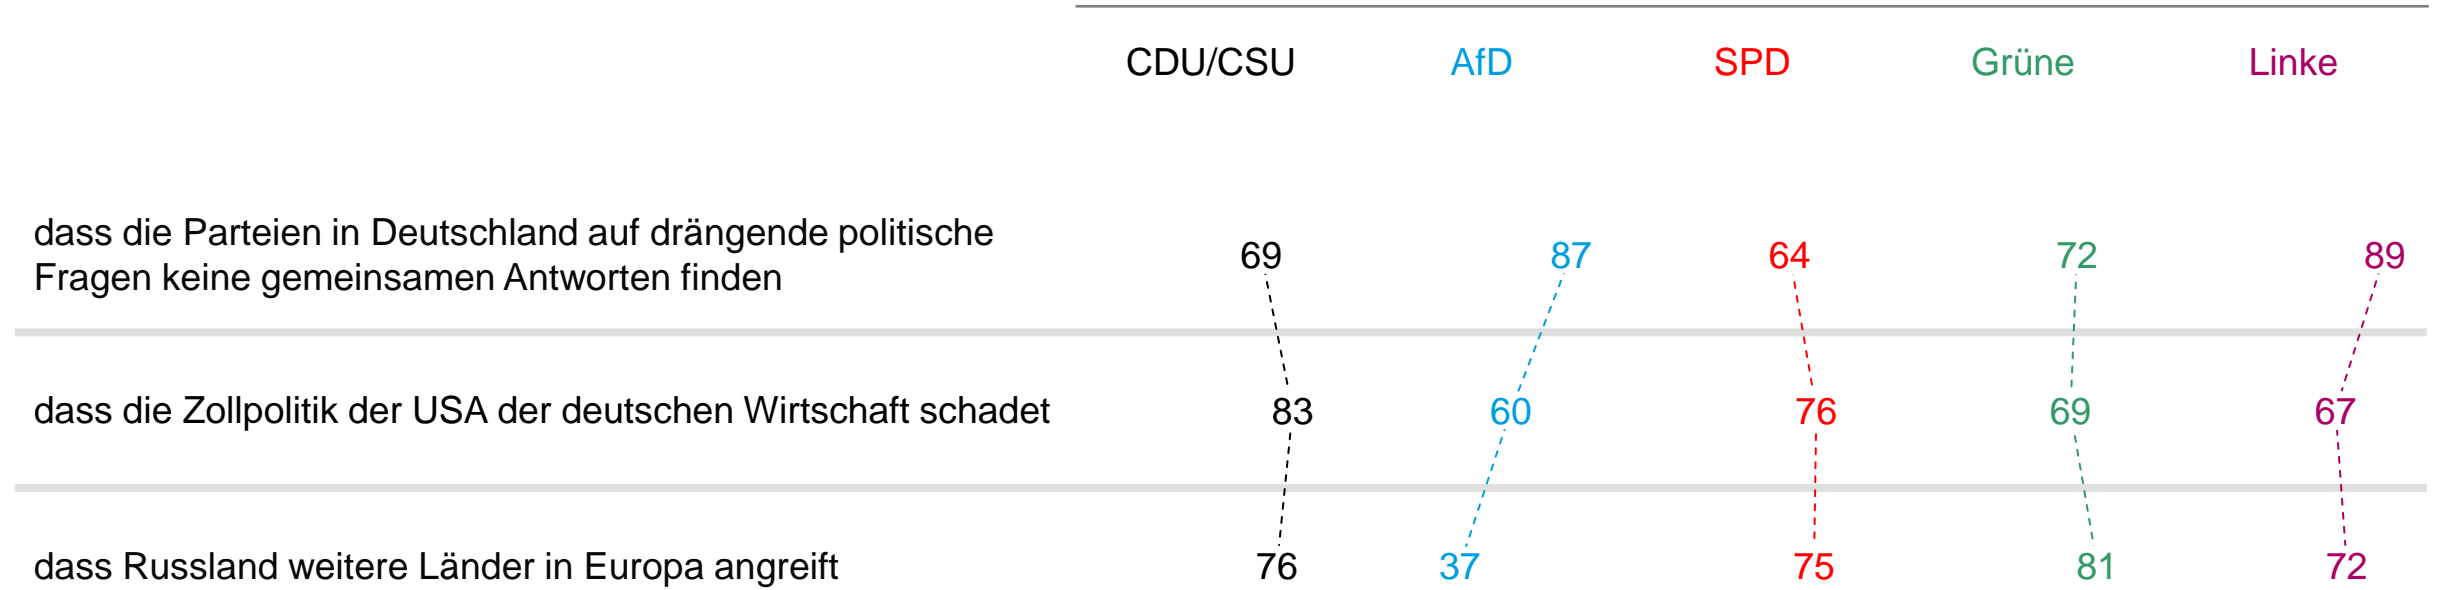 CDU/CSU AfD SPD Grüne Linke
dass die Parteien in Deutschland auf drängende politische
Fragen keine gemeinsamen Antworten finden
69 87 64 72 89
dass die Zollpolitik der USA der deutschen Wirtschaft schadet 83 60 76 69 67
dass Russland weitere Länder in Europa angreift 76 37 75 81 72